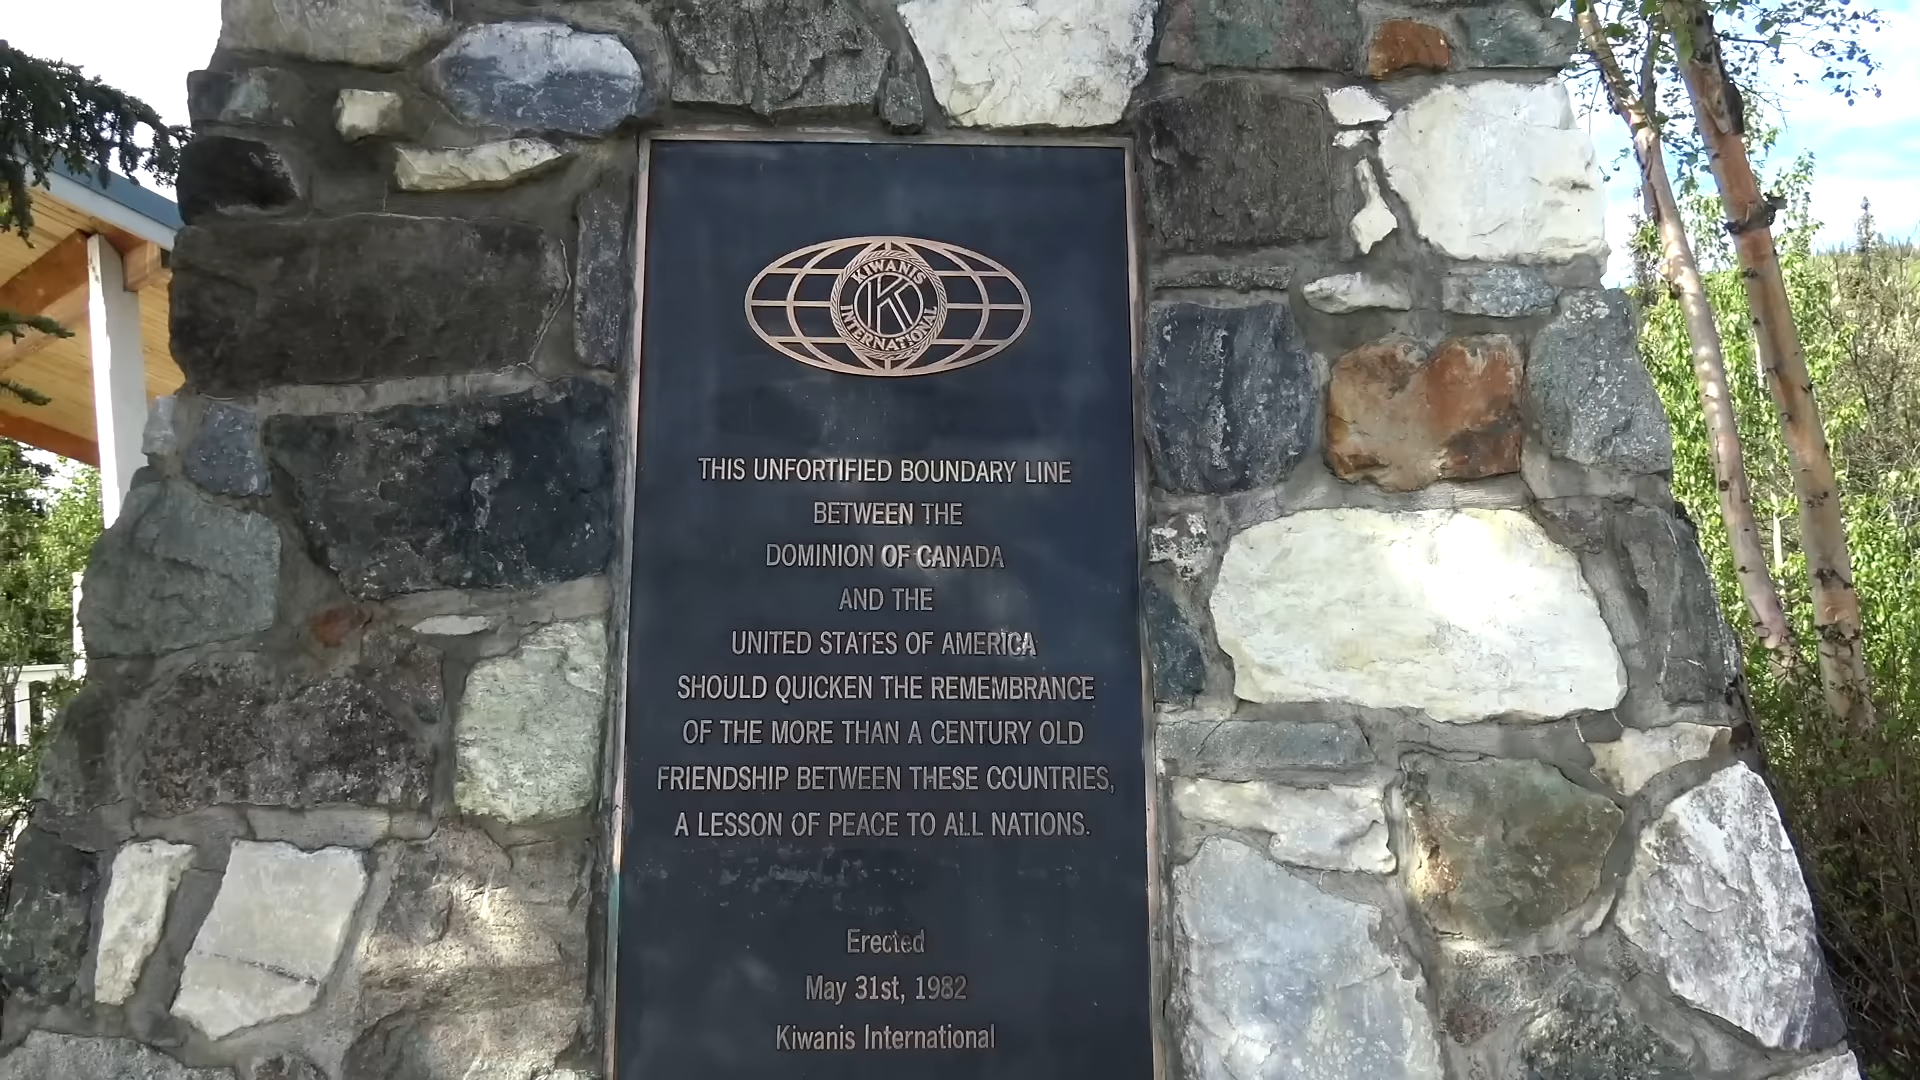 KIWANIS
K
INTERNATIONAL
THIS UNFORTIFIED BOUNDARY LINE
BETWEEN THE
DOMINION OF CANADA
AND THE
UNITED STATES OF AMERICA
SHOULD QUICKEN THE REMEMBRANCE
OF THE MORE THAN A CENTURY OLD
FRIENDSHIP BETWEEN THESE COUNTRIES,
A LESSON OF PEACE TO ALL NATIONS.
Erected
May 31st, 1982
Kiwanis International